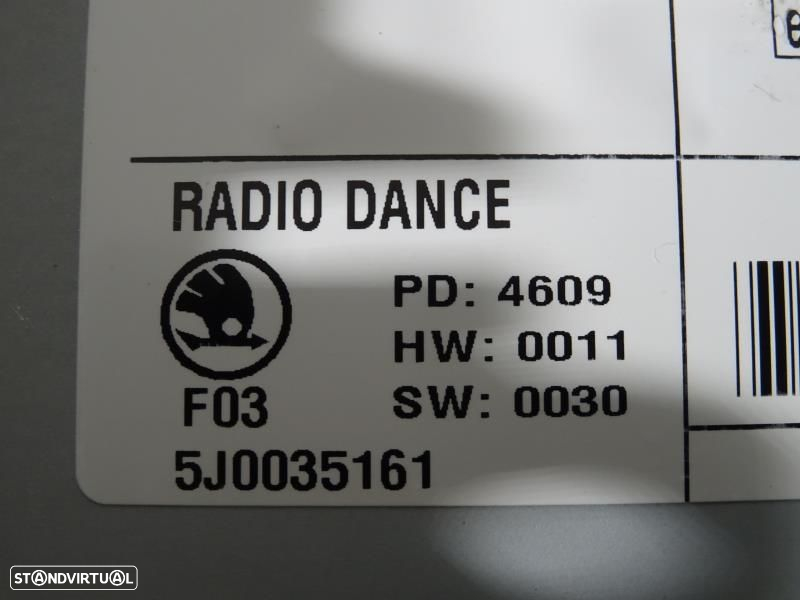 RADIO DANCE
PD: 4609
HW: 0011
F03
SW: 0030
5J0035161
STANDVIRTUAL